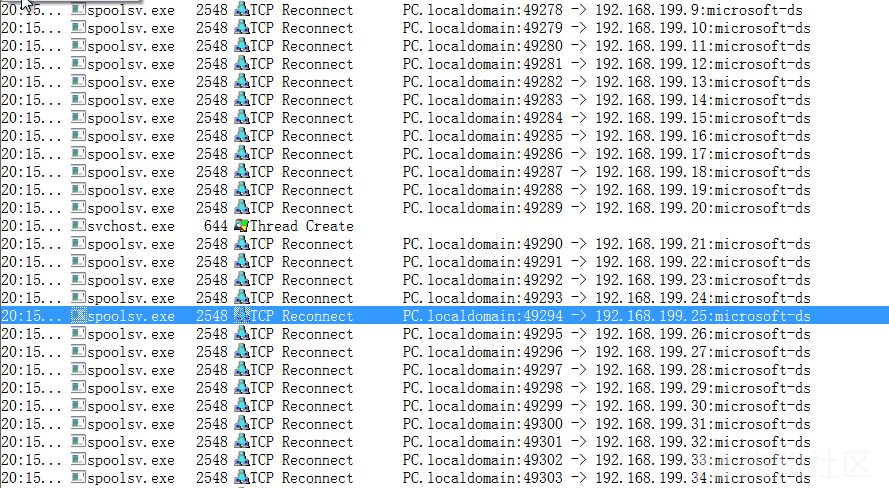 20:15... spoolsv.exe 2548 TCP Reconnect PC.localdomain:49278 -> 192.168.199.9:microsoft-ds
20:15... spoolsv.exe 2548 TCP Reconnect PC.localdomain:49279 -> 192.168.199.10:microsoft-ds
20:15... spoolsv.exe 2548 TCP Reconnect PC.localdomain:49280 -> 192.168.199.11:microsoft-ds
20:15... spoolsv.exe 2548 TCP Reconnect PC.localdomain:49281 -> 192.168.199.12:microsoft-ds
20:15... spoolsv.exe 2548 TCP Reconnect PC.localdomain:49282 -> 192.168.199.13:microsoft-ds
20:15... spoolsv.exe 2548 TCP Reconnect PC.localdomain:49283 -> 192.168.199.14:microsoft-ds
20:15... spoolsv.exe 2548 TCP Reconnect PC.localdomain:49284 -> 192.168.199.15:microsoft-ds
20:15... spoolsv.exe 2548 TCP Reconnect PC.localdomain:49285 -> 192.168.199.16:microsoft-ds
20:15... spoolsv.exe 2548 TCP Reconnect PC.localdomain:49286 -> 192.168.199.17:microsoft-ds
20:15... spoolsv.exe 2548 TCP Reconnect PC.localdomain:49287 -> 192.168.199.18:microsoft-ds
20:15... spoolsv.exe 2548 TCP Reconnect PC.localdomain:49288 -> 192.168.199.19:microsoft-ds
20:15... spoolsv.exe 2548 TCP Reconnect PC.localdomain:49289 -> 192.168.199.20:microsoft-ds
20:15... svchost.exe 644 Thread Create
20:15... spoolsv.exe 2548 TCP Reconnect PC.localdomain:49290 -> 192.168.199.21:microsoft-ds
20:15... spoolsv.exe 2548 TCP Reconnect PC.localdomain:49291 -> 192.168.199.22:microsoft-ds
20:15... spoolsv.exe 2548 TCP Reconnect PC.localdomain:49292 -> 192.168.199.23:microsoft-ds
20:15... spoolsv.exe 2548 TCP Reconnect PC.localdomain:49293 -> 192.168.199.24:microsoft-ds
20:15... spoolsv.exe 2548 TCP Reconnect PC.localdomain:49294 -> 192.168.199.25:microsoft-ds
20:15... spoolsv.exe 2548 TCP Reconnect PC.localdomain:49295 -> 192.168.199.26:microsoft-ds
20:15... spoolsv.exe 2548 TCP Reconnect PC.localdomain:49296 -> 192.168.199.27:microsoft-ds
20:15... spoolsv.exe 2548 TCP Reconnect PC.localdomain:49297 -> 192.168.199.28:microsoft-ds
20:15... spoolsv.exe 2548 TCP Reconnect PC.localdomain:49298 -> 192.168.199.29:microsoft-ds
20:15... spoolsv.exe 2548 TCP Reconnect PC.localdomain:49299 -> 192.168.199.30:microsoft-ds
20:15... spoolsv.exe 2548 TCP Reconnect PC.localdomain:49300 -> 192.168.199.31:microsoft-ds
20:15... spoolsv.exe 2548 TCP Reconnect PC.localdomain:49301 -> 192.168.199.32:microsoft-ds
20:15... spoolsv.exe 2548 TCP Reconnect PC.localdomain:49302 -> 192.168.199.33:microsoft-ds
20:15... spoolsv.exe 2548 TCP Reconnect PC.localdomain:49303 -> 192.168.199.34:microsoft-ds